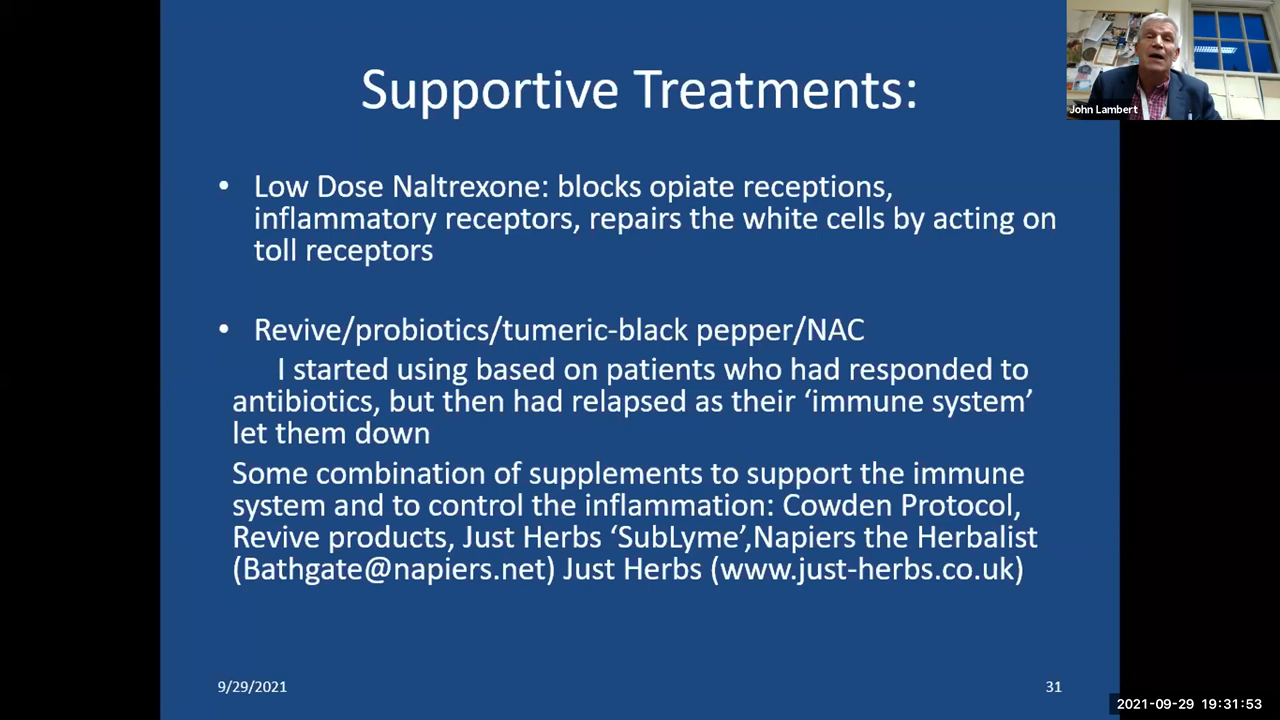 Supportive Treatments:
John Lambert
• Low Dose Naltrexone: blocks opiate receptions,
inflammatory receptors, repairs the white cells by acting on
toll receptors
• Revive/probiotics/tumeric-black pepper/NAC
I started using based on patients who had responded to
antibiotics, but then had relapsed as their ‘immune system’
let them down
Some combination of supplements to support the immune
system and to control the inflammation: Cowden Protocol,
Revive products, Just Herbs ‘SubLyme’,Napiers the Herbalist
(Bathgate@napiers.net) Just Herbs (www.just-herbs.co.uk)
9/29/2021
31
2021-09-29 19:31:53